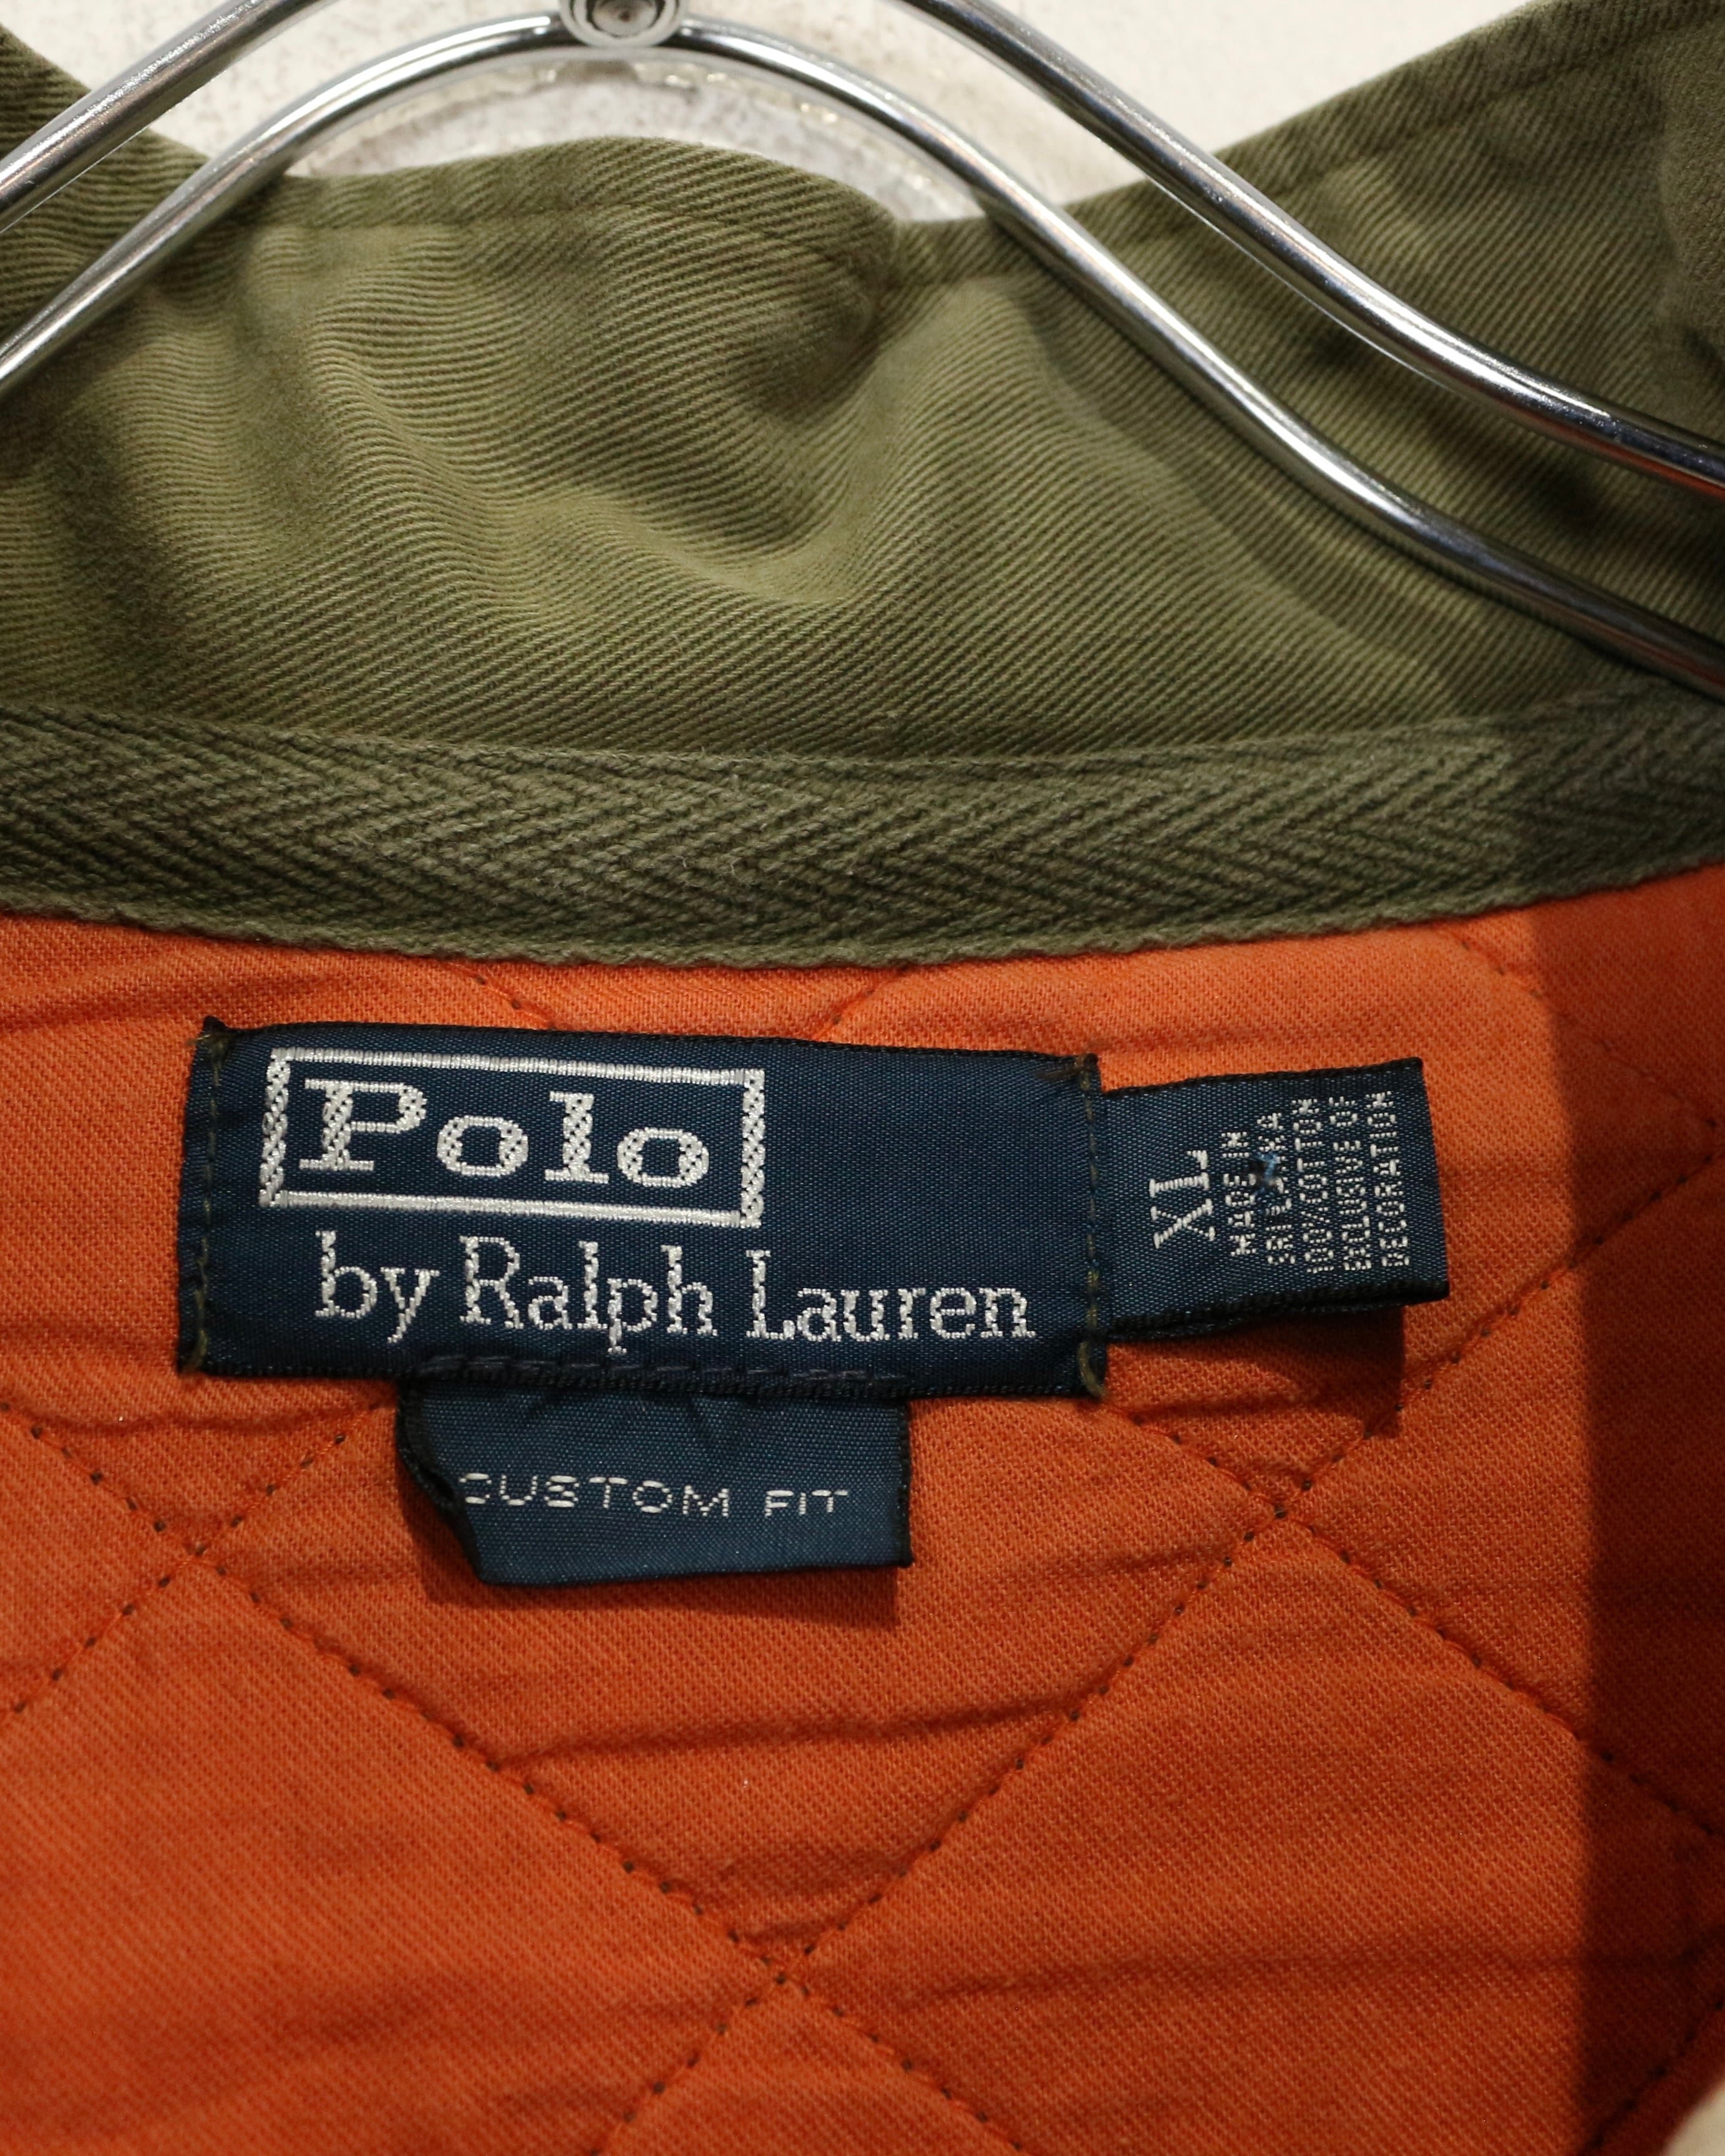 Polo
by Ralph Lauren
XL
MADE IN
SRI LANKA
100% COTTON
EXCLUSIVE OF
DECORATION
CUSTOM FIT